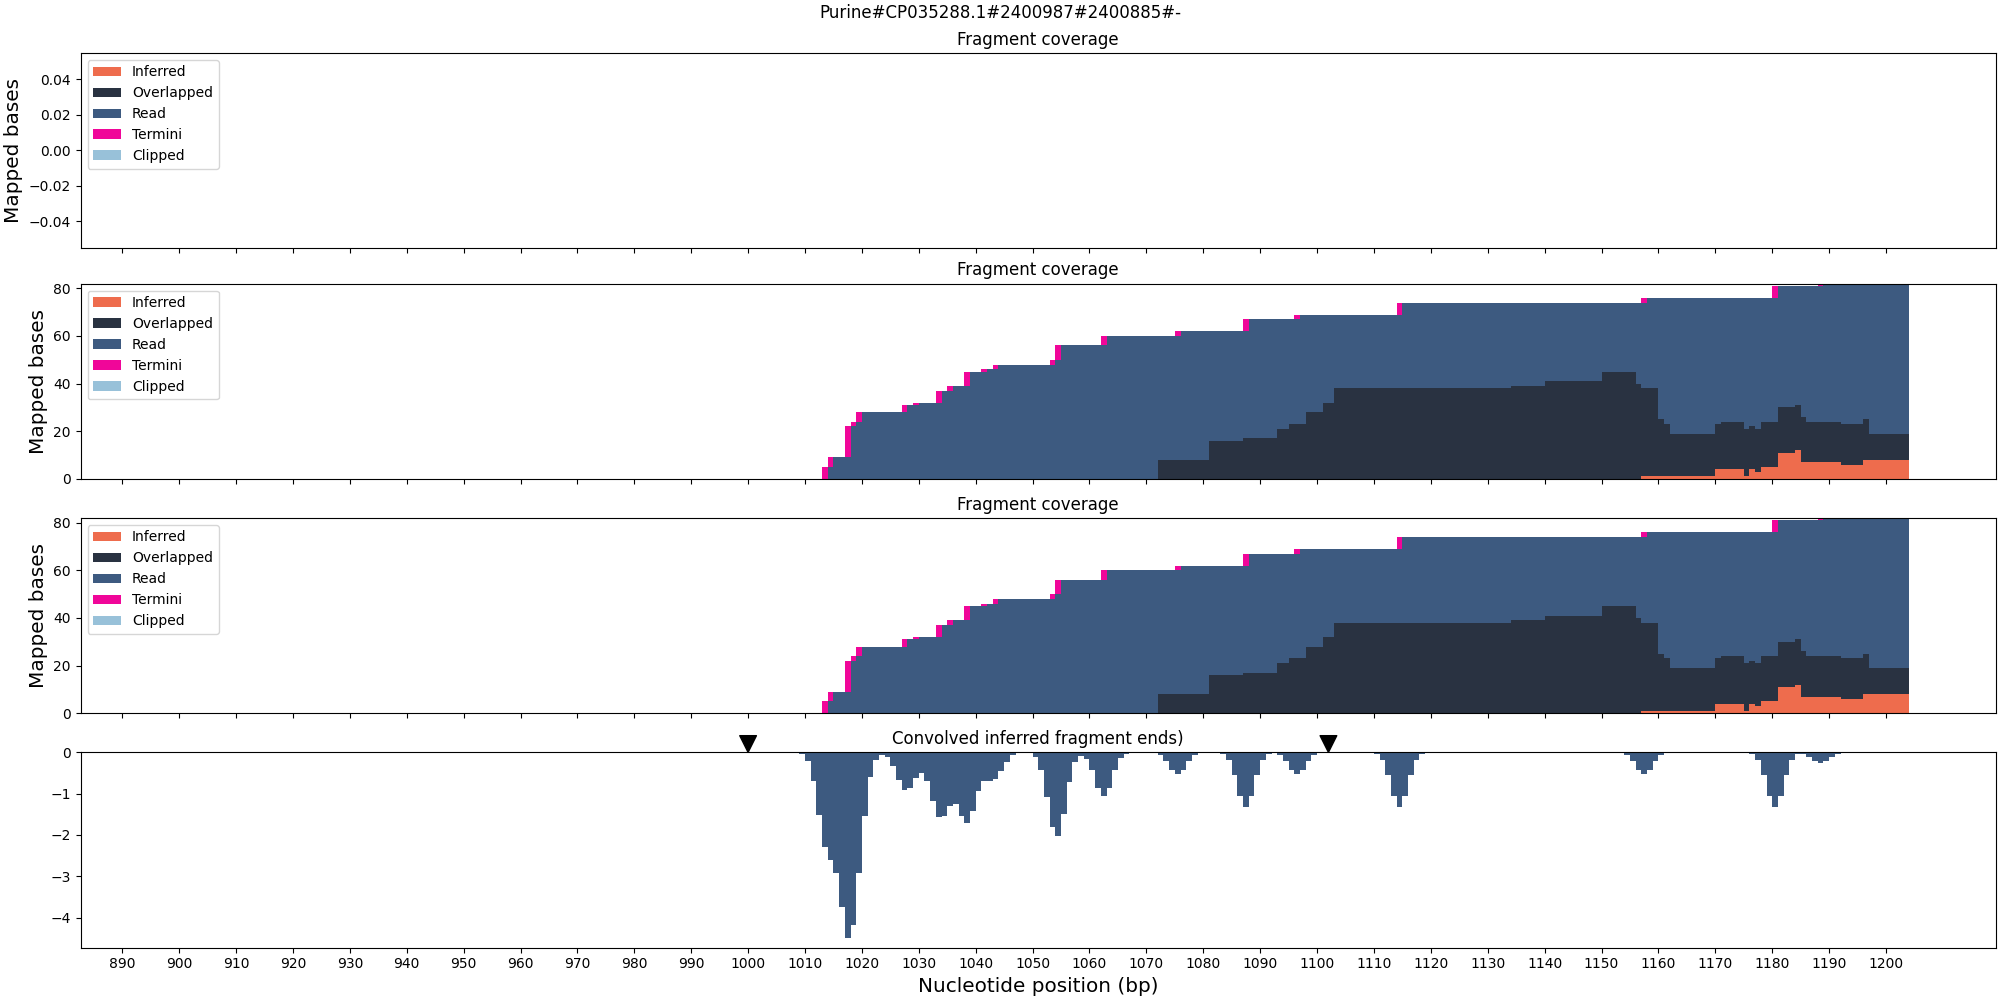 Purine#CP035288.1#2400987#2400885#-
Fragment coverage
Mapped bases
0.04
0.02
0.00
−0.02
−0.04
Inferred
Overlapped
Read
Termini
Clipped
Fragment coverage
Mapped bases
80
60
40
20
0
Inferred
Overlapped
Read
Termini
Clipped
Fragment coverage
Mapped bases
80
60
40
20
0
Inferred
Overlapped
Read
Termini
Clipped
Convolved inferred fragment ends)
0
−1
−2
−3
−4
890 900 910 920 930 940 950 960 970 980 990 1000 1010 1020 1030 1040 1050 1060 1070 1080 1090 1100 1110 1120 1130 1140 1150 1160 1170 1180 1190 1200
Nucleotide position (bp)